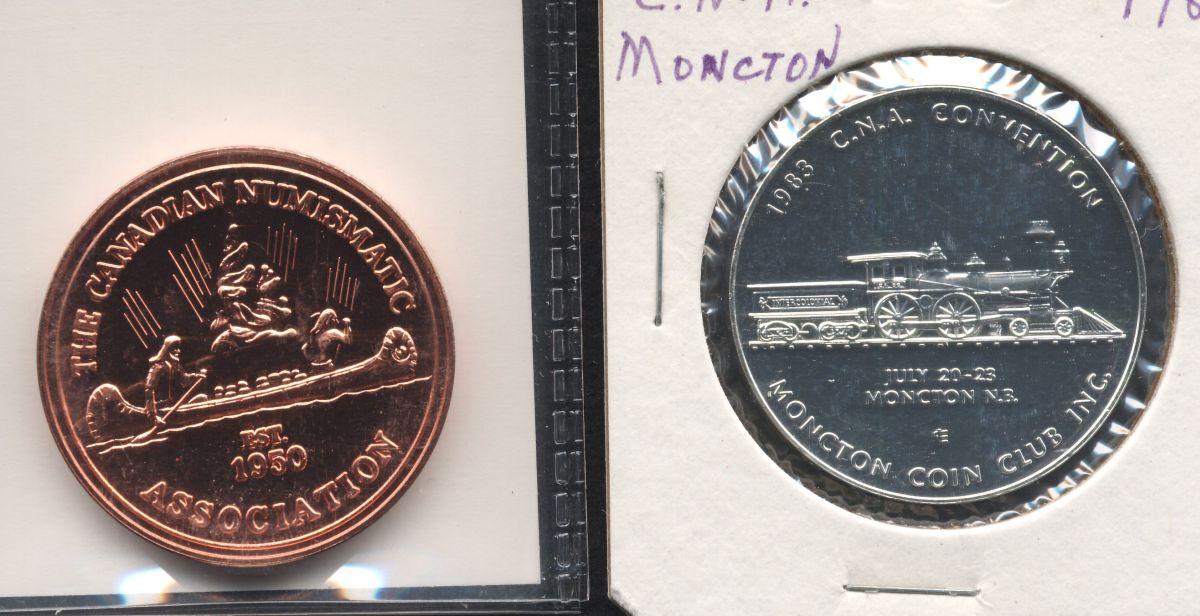 THE CANADIAN NUMISMATIC
EST.
1950
ASSOCIATION
C.N.A.
MONCTON
1983 C.N.A. CONVENTION
INTERCOLONIAL
JULY 20-23
MONCTON N.B.
MONCTON COIN CLUB INC.